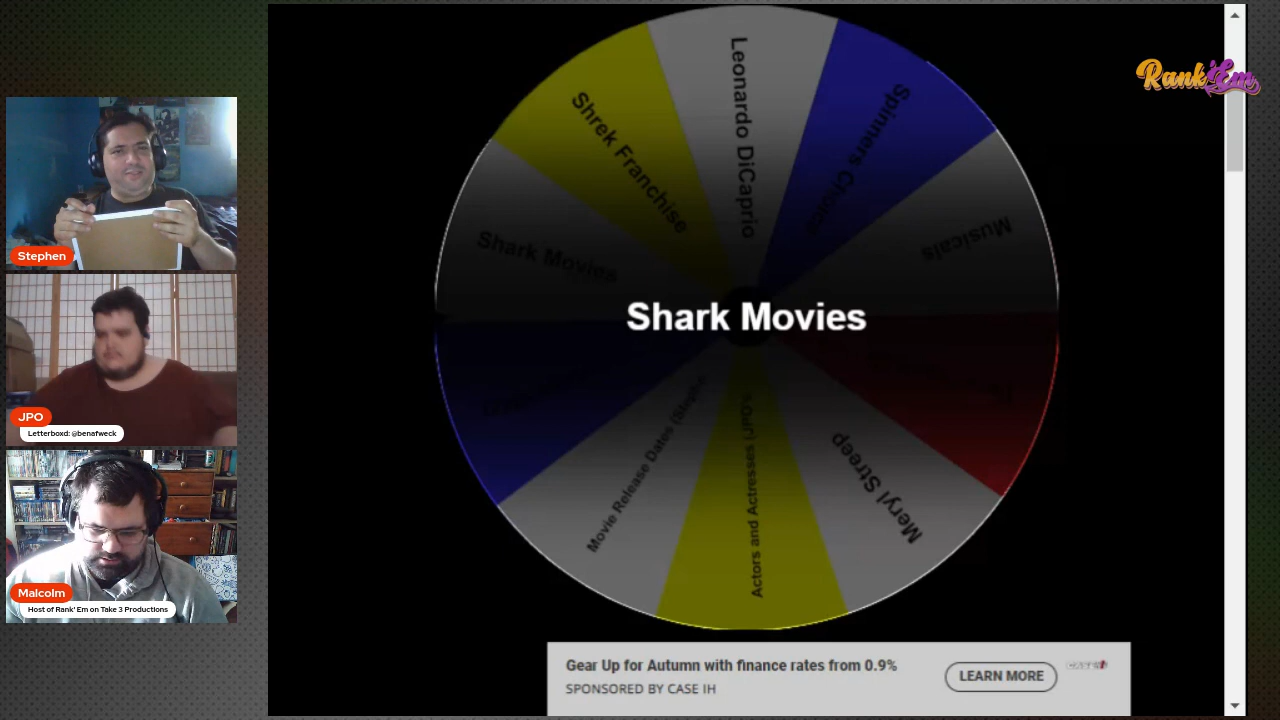 Rank'Em
Leonardo DiCaprio
Spinners Choice
Shrek Franchise
Musicals
Shark Movies
Shark Movies
Meryl Streep
Movie Release Dates
Actors and Actresses (JPO's
Stephen
JPO
Letterboxd: @benafweck
Malcolm
Host of Rank' Em on Take 3 Productions
Gear Up for Autumn with finance rates from 0.9%
SPONSORED BY CASE IH
LEARN MORE